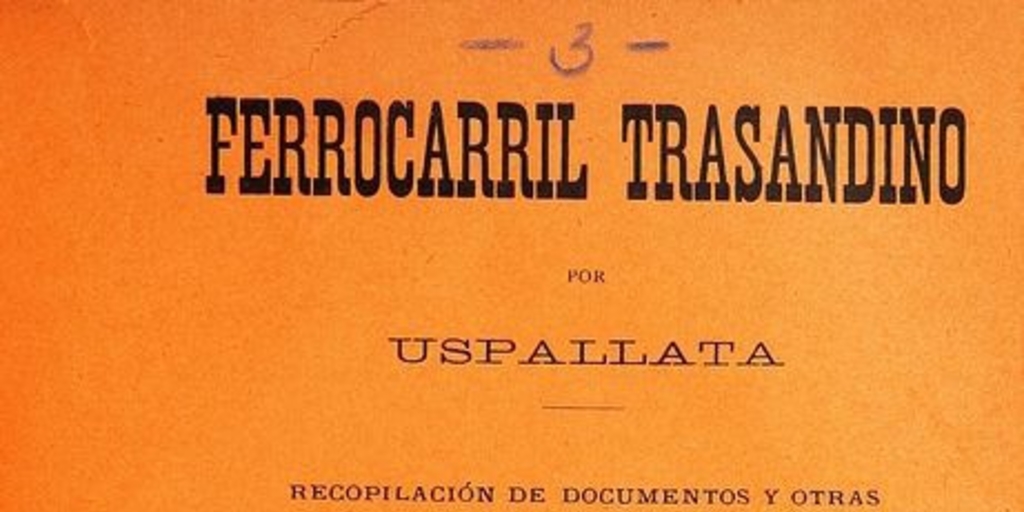 — 3 —
FERROCARRIL TRASANDINO
POR
USPALLATA
RECOPILACIÓN DE DOCUMENTOS Y OTRAS